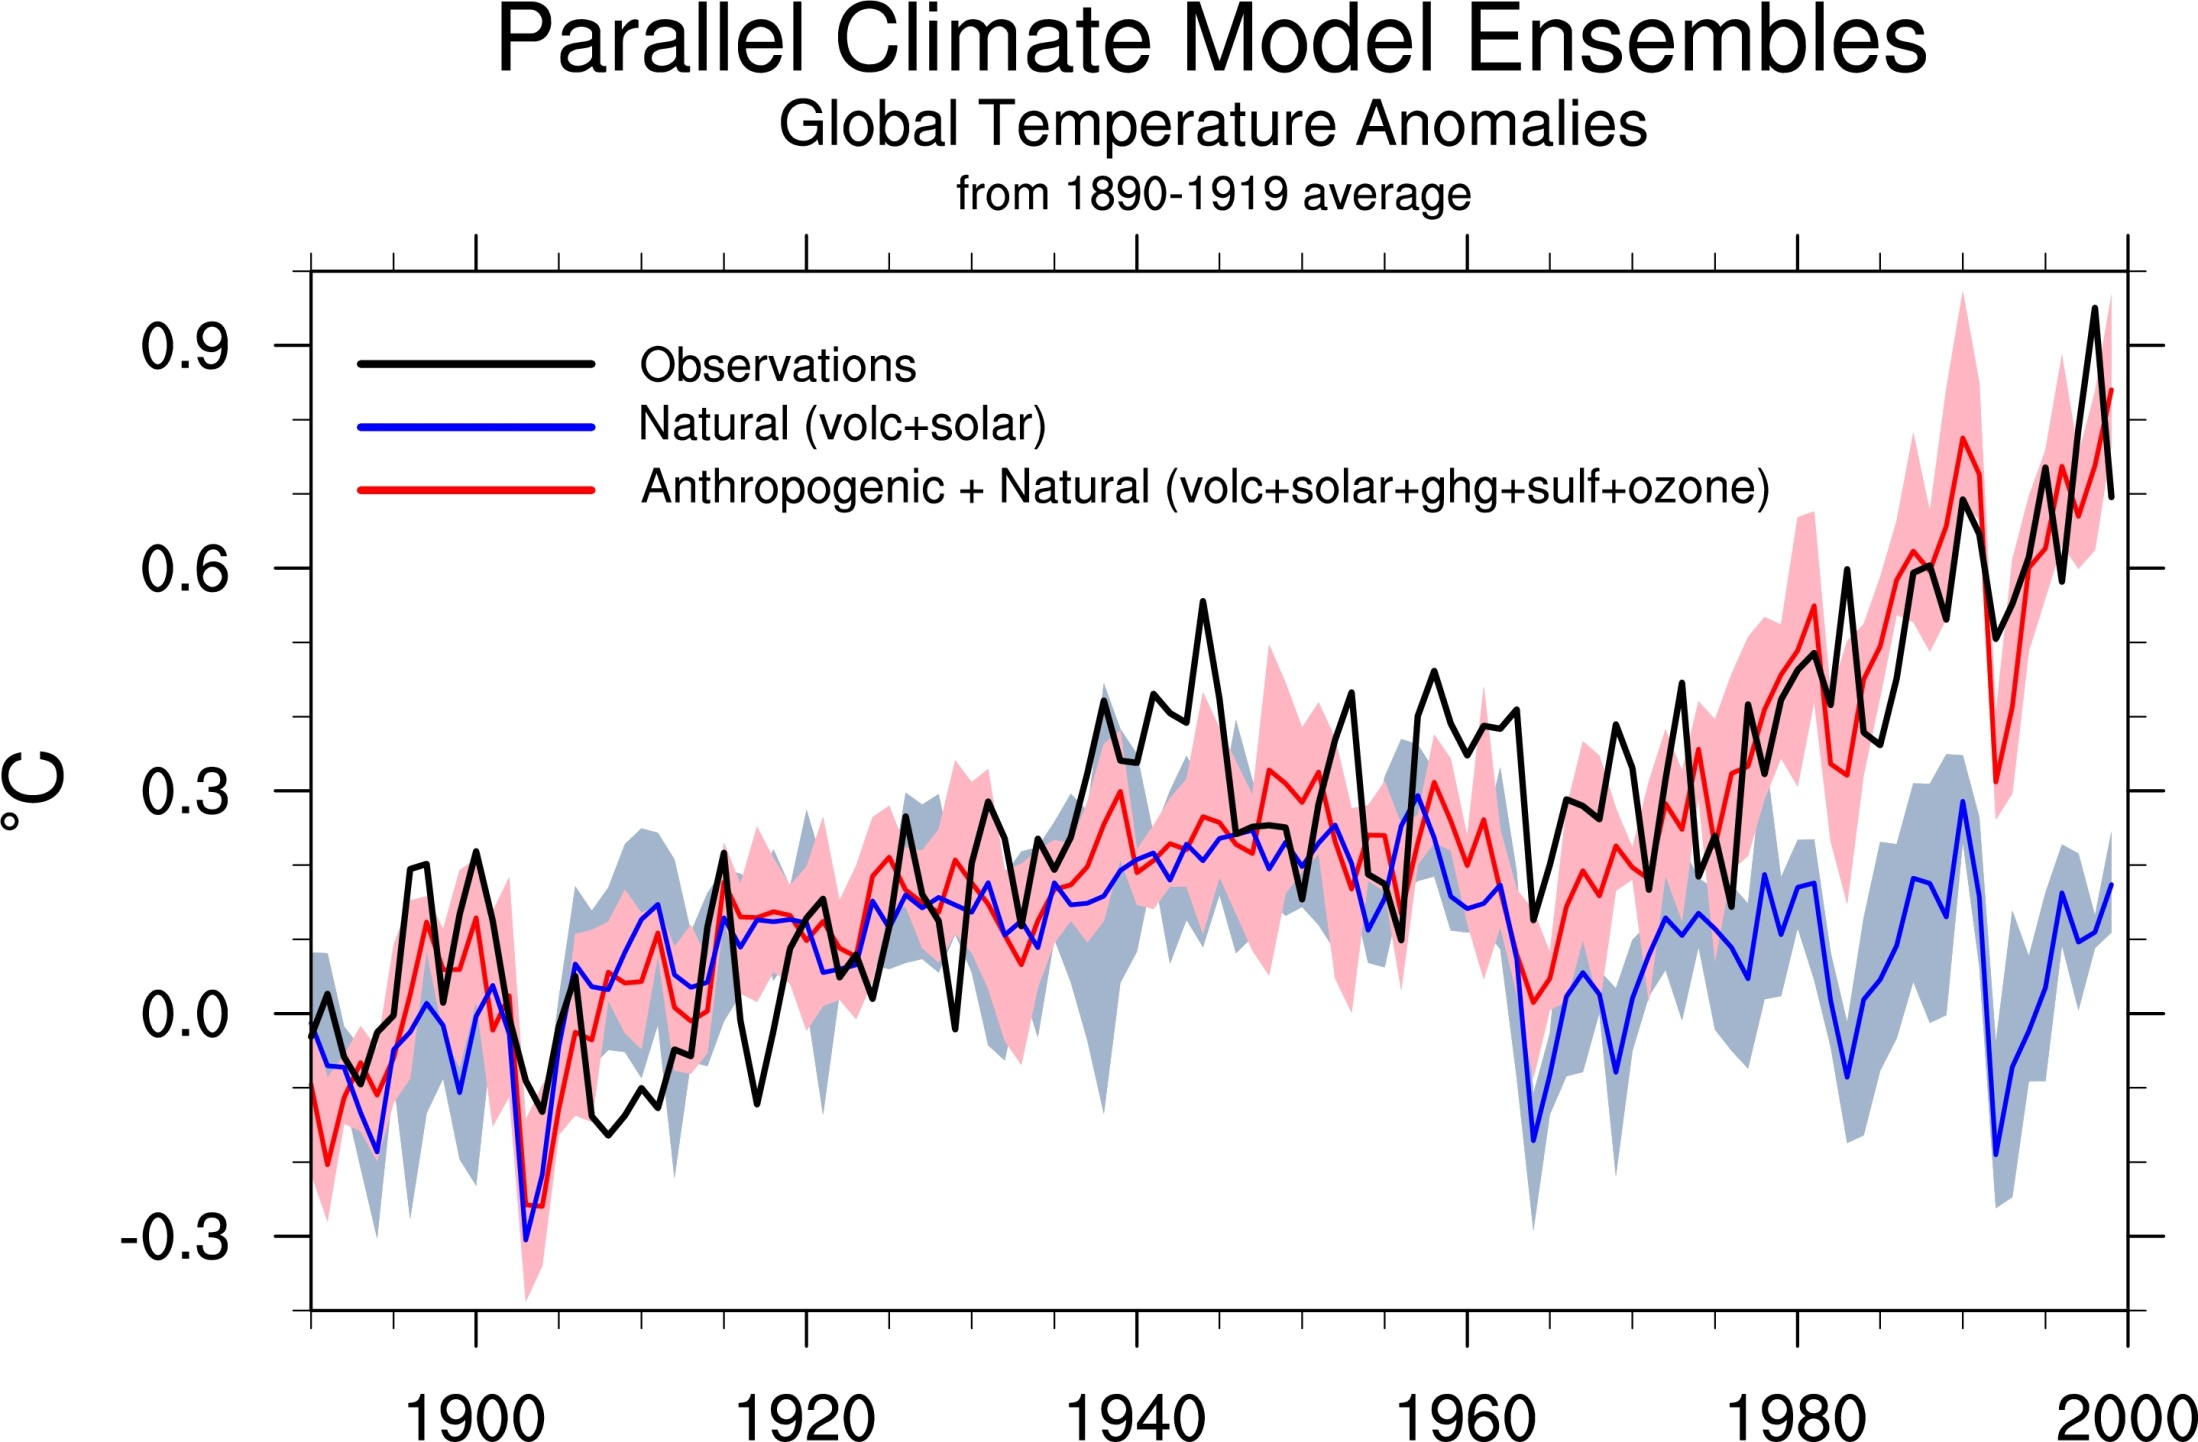 Parallel Climate Model Ensembles
Global Temperature Anomalies
from 1890-1919 average
°C
0.9
0.6
0.3
0.0
-0.3
Observations
Natural (volc+solar)
Anthropogenic + Natural (volc+solar+ghg+sulf+ozone)
1900 1920 1940 1960 1980 2000